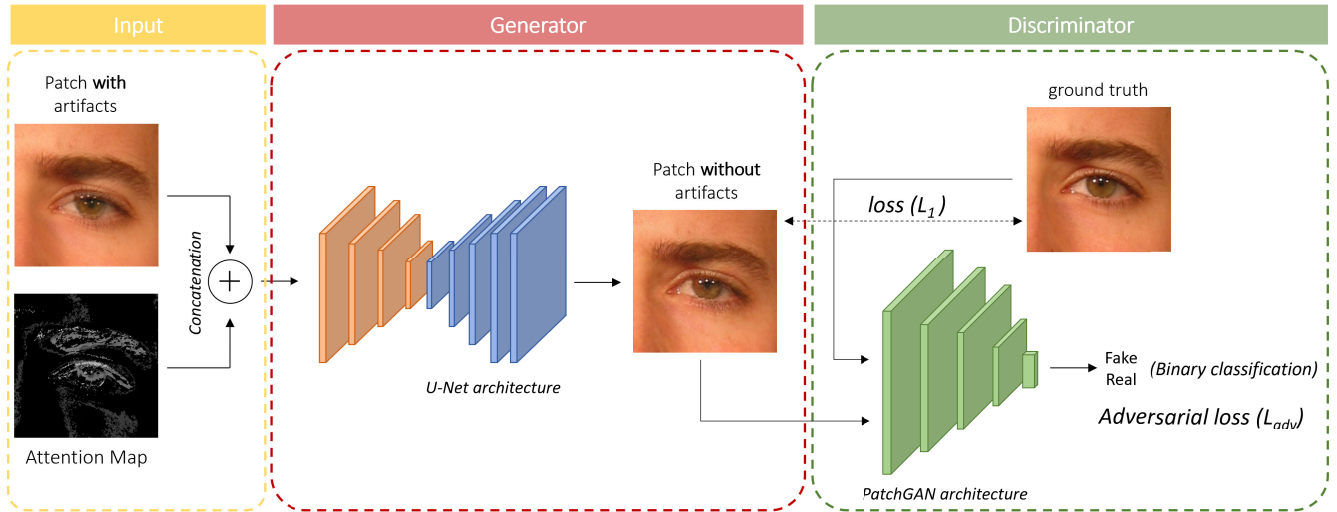 Input
Generator
Discriminator
Patch with
artifacts
Concatenation
Attention Map
U-Net architecture
Patch without
artifacts
ground truth
loss (L1)
Fake
Real
(Binary classification)
Adversarial loss (Ladv)
PatchGAN architecture